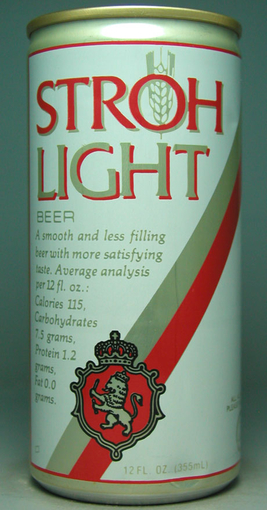 STROH
LIGHT
BEER
A smooth and less filling
beer with more satisfying
taste. Average analysis
per 12 fl. oz.:
Calories 115,
Carbohydrates
7.5 grams,
Protein 1.2
grams,
Fat 0.0
grams.
12 FL. OZ. (355mL)